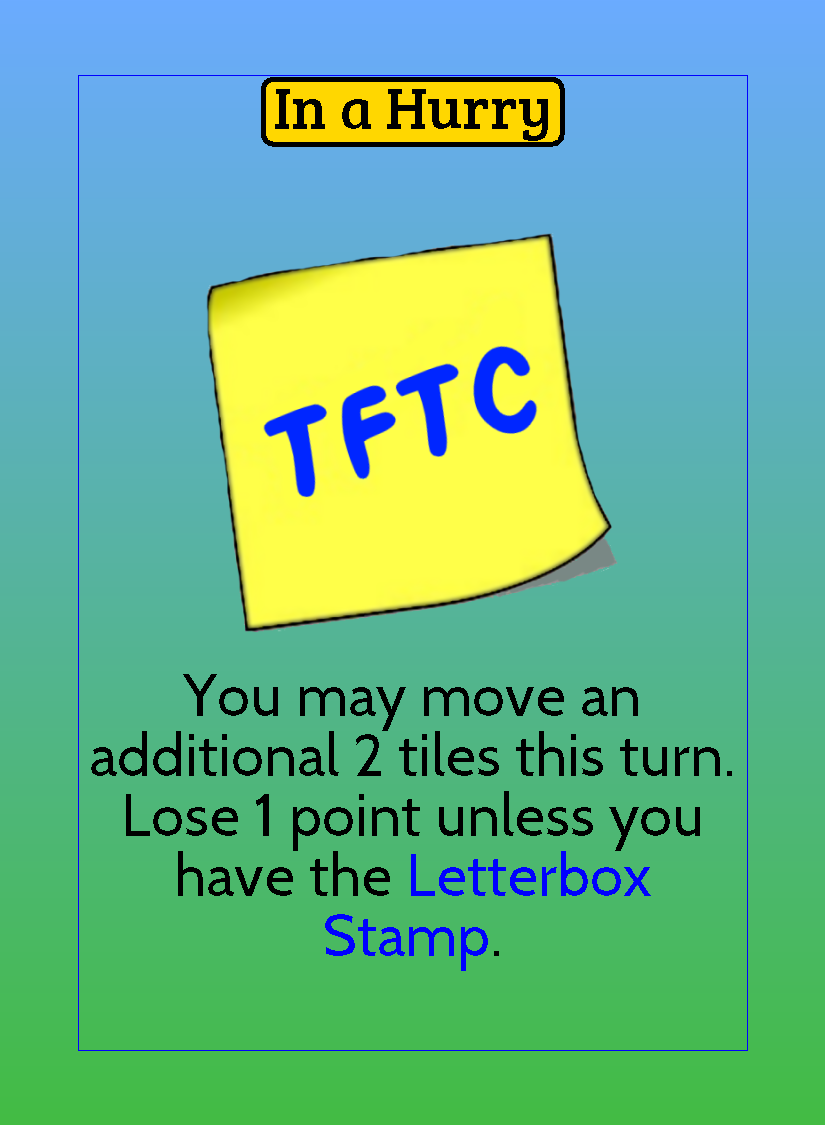 In a Hurry
TFTC
You may move an
additional 2 tiles this turn.
Lose 1 point unless you
have the Letterbox
Stamp.